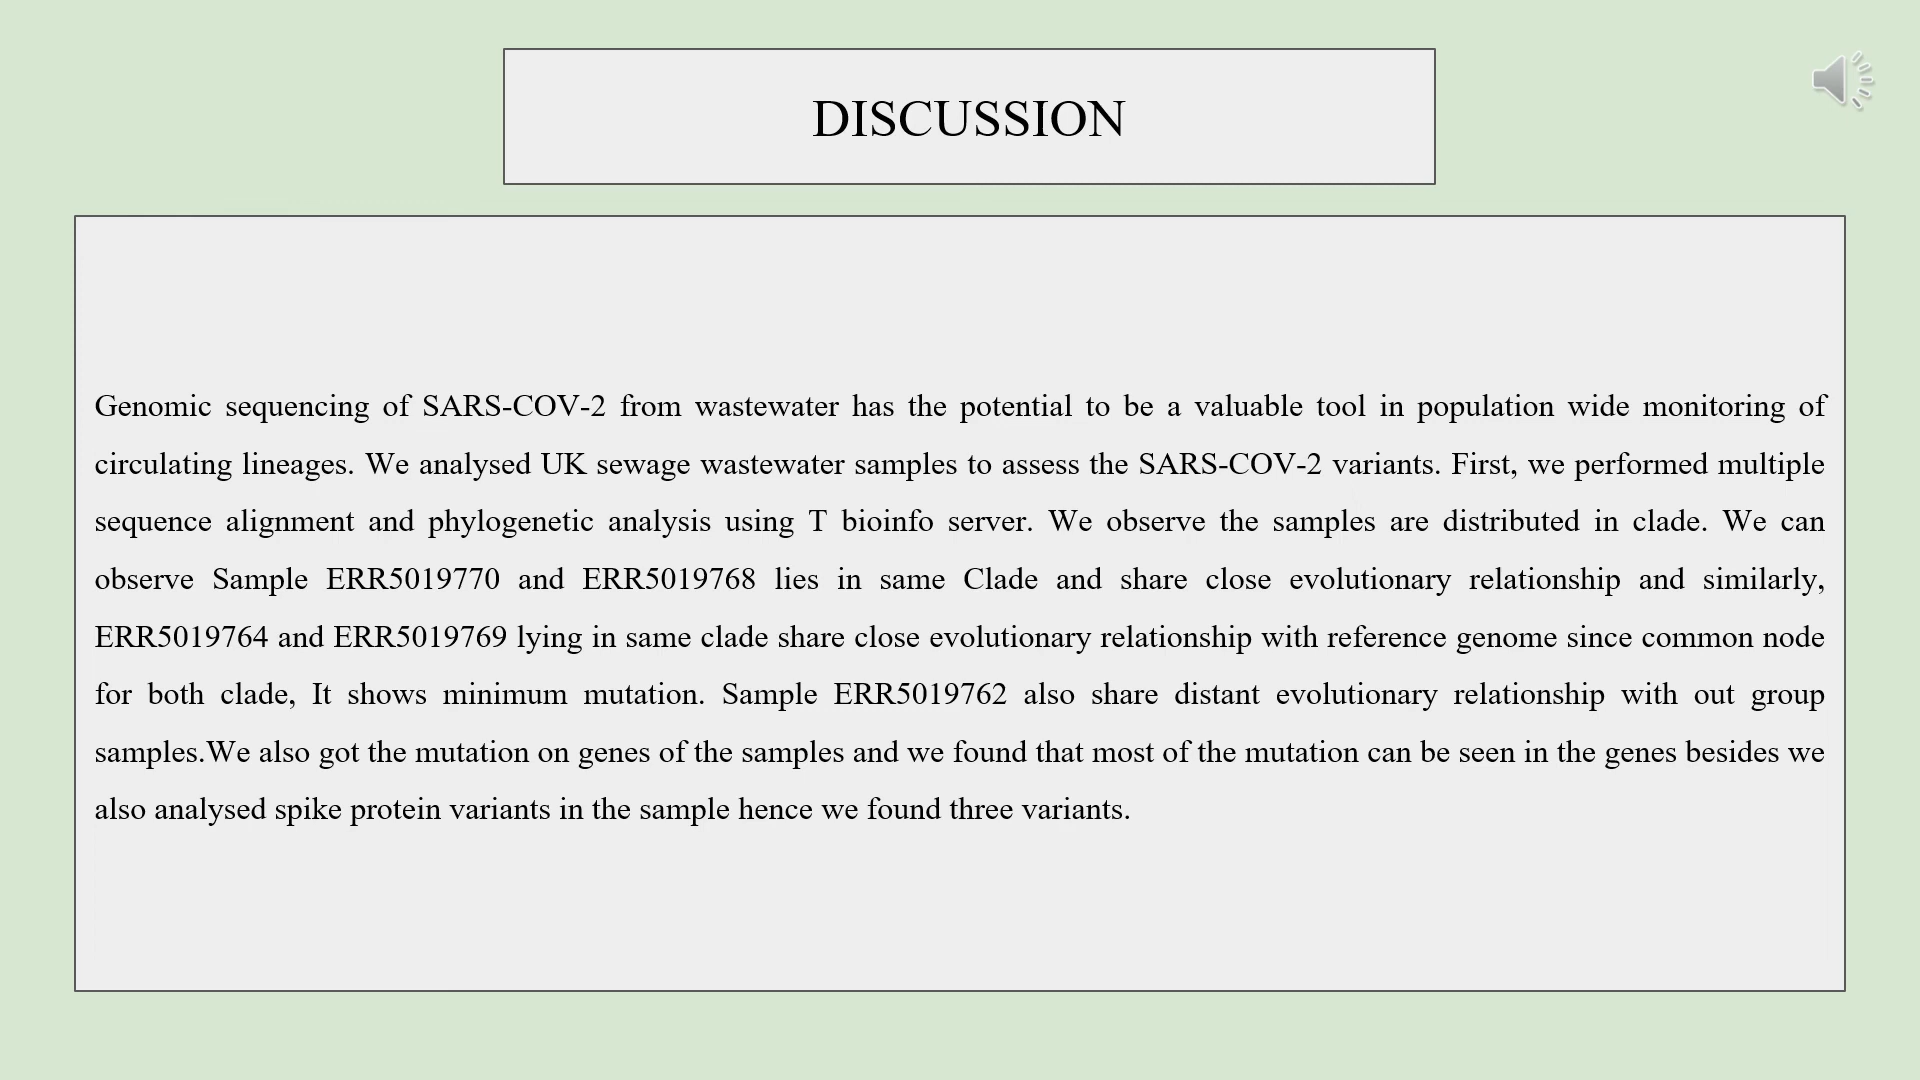 DISCUSSION
Genomic sequencing of SARS-COV-2 from wastewater has the potential to be a valuable tool in population wide monitoring of
circulating lineages. We analysed UK sewage wastewater samples to assess the SARS-COV-2 variants. First, we performed multiple
sequence alignment and phylogenetic analysis using T bioinfo server. We observe the samples are distributed in clade. We can
observe Sample ERR5019770 and ERR5019768 lies in same Clade and share close evolutionary relationship and similarly,
ERR5019764 and ERR5019769 lying in same clade share close evolutionary relationship with reference genome since common node
for both clade, It shows minimum mutation. Sample ERR5019762 also share distant evolutionary relationship with out group
samples.We also got the mutation on genes of the samples and we found that most of the mutation can be seen in the genes besides we
also analysed spike protein variants in the sample hence we found three variants.